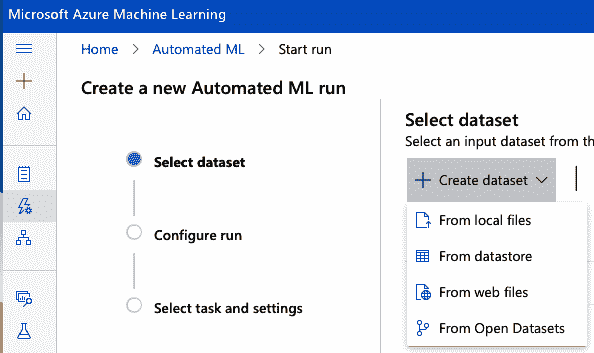 Microsoft Azure Machine Learning
Home > Automated ML > Start run
Create a new Automated ML run
Select dataset
Configure run
Select task and settings
Select dataset
Select an input dataset from th
+ Create dataset
From local files
From datastore
From web files
From Open Datasets